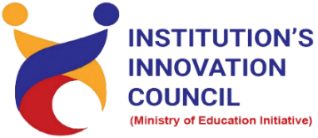 INSTITUTION'S
INNOVATION
COUNCIL
(Ministry of Education Initiative)